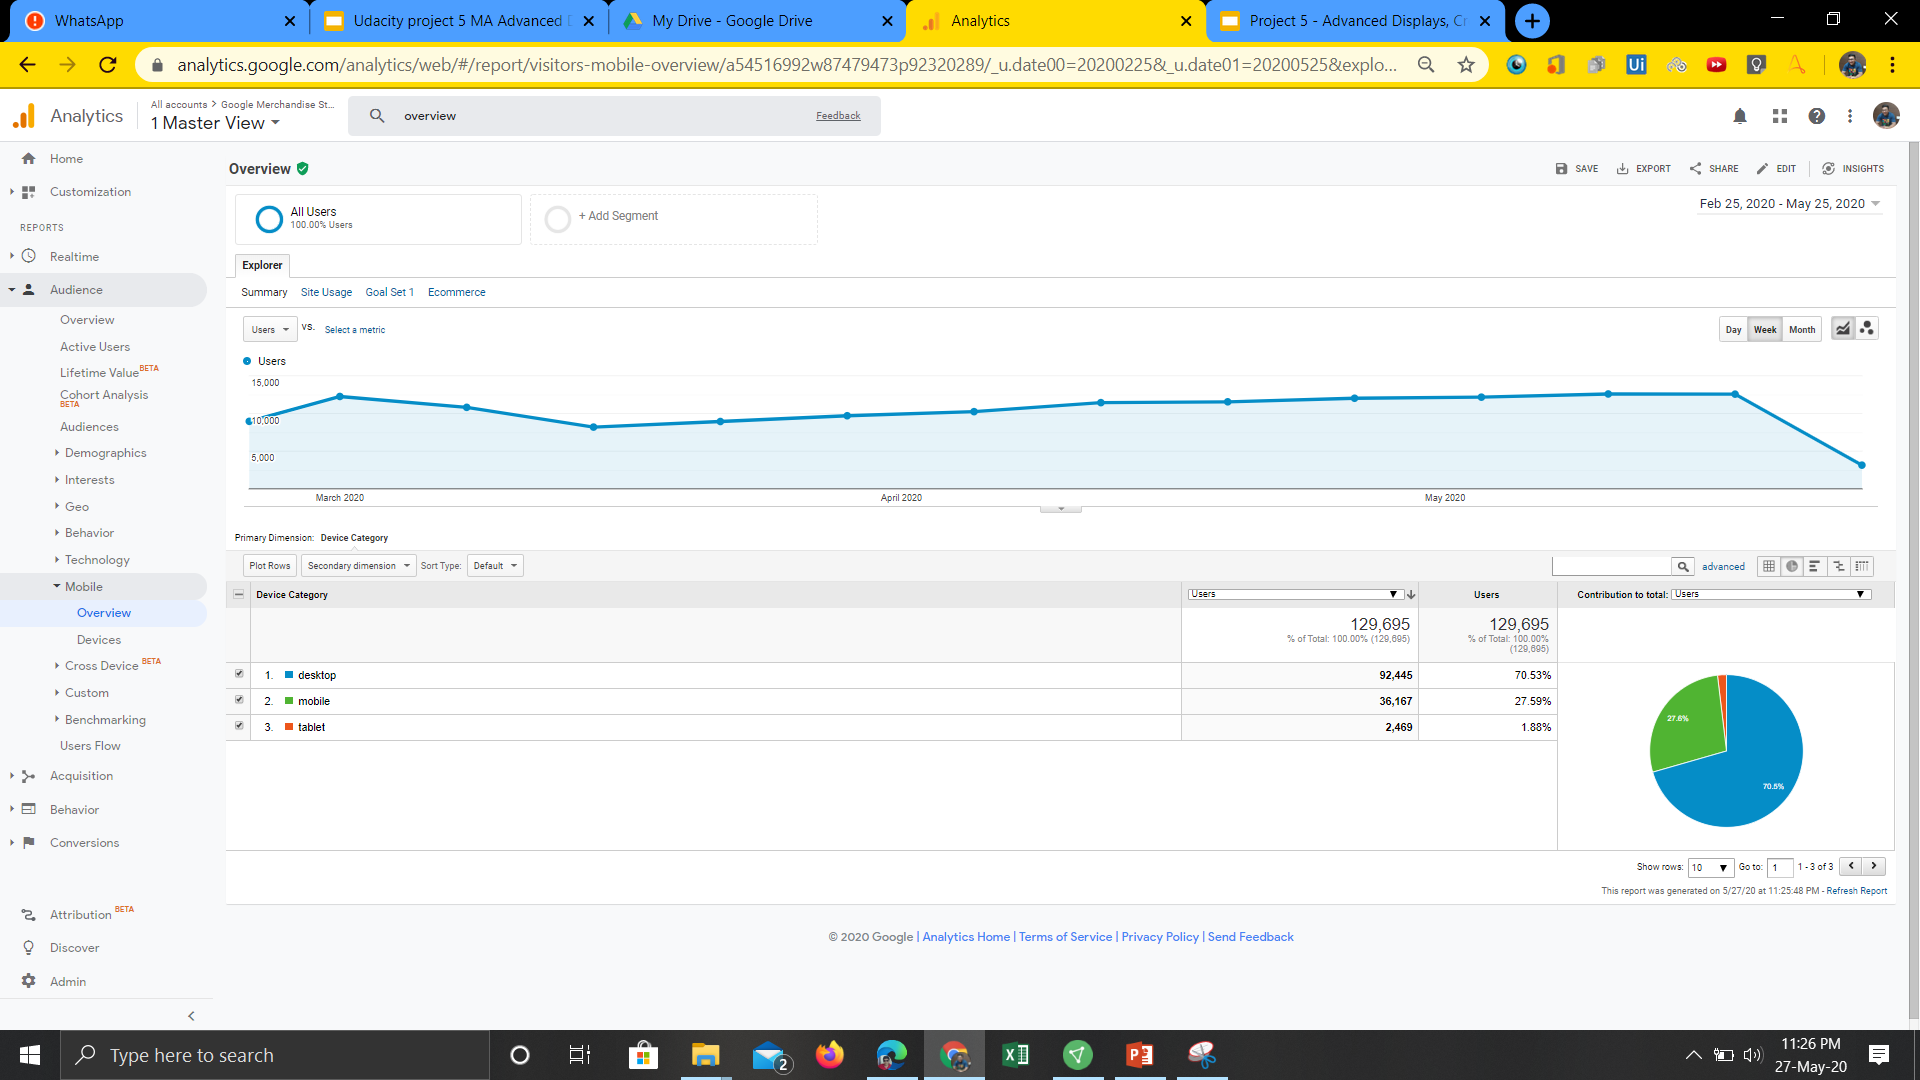 WhatsApp
Udacity project 5 MA Advanced
My Drive - Google Drive
Analytics
Project 5 - Advanced Displays, Cr
analytics.google.com/analytics/web/#/report/visitors-mobile-overview/a54516992w87479473p92320289/_u.date00=20200225&_u.date01=20200525&explo...
Analytics
All accounts > Google Merchandise St...
1 Master View
overview
Feedback
Home
Customization
REPORTS
Realtime
Audience
Overview
Active Users
Lifetime Value BETA
Cohort Analysis
BETA
Audiences
Demographics
Interests
Geo
Behavior
Technology
Mobile
Overview
Devices
Cross Device BETA
Custom
Benchmarking
Users Flow
Acquisition
Behavior
Conversions
Attribution BETA
Discover
Admin
Overview
SAVE
EXPORT
SHARE
EDIT
INSIGHTS
All Users
100.00% Users
+ Add Segment
Feb 25, 2020 - May 25, 2020
Explorer
Summary
Site Usage
Goal Set 1
Ecommerce
Users
VS.
Select a metric
Day
Week
Month
Users
15,000
10,000
5,000
March 2020
April 2020
May 2020
Primary Dimension: Device Category
Plot Rows
Secondary dimension
Sort Type:
Default
advanced
Device Category
Users
Users
Contribution to total: Users
129,695
% of Total: 100.00% (129,695)
129,695
% of Total: 100.00%
(129,695)
1. desktop 92,445 70.53%
2. mobile 36,167 27.59%
3. tablet 2,469 1.88%
27.6%
70.5%
Show rows: 10 Go to: 1 1 - 3 of 3
This report was generated on 5/27/20 at 11:25:48 PM - Refresh Report
© 2020 Google | Analytics Home | Terms of Service | Privacy Policy | Send Feedback
Type here to search
2
11:26 PM
27-May-20